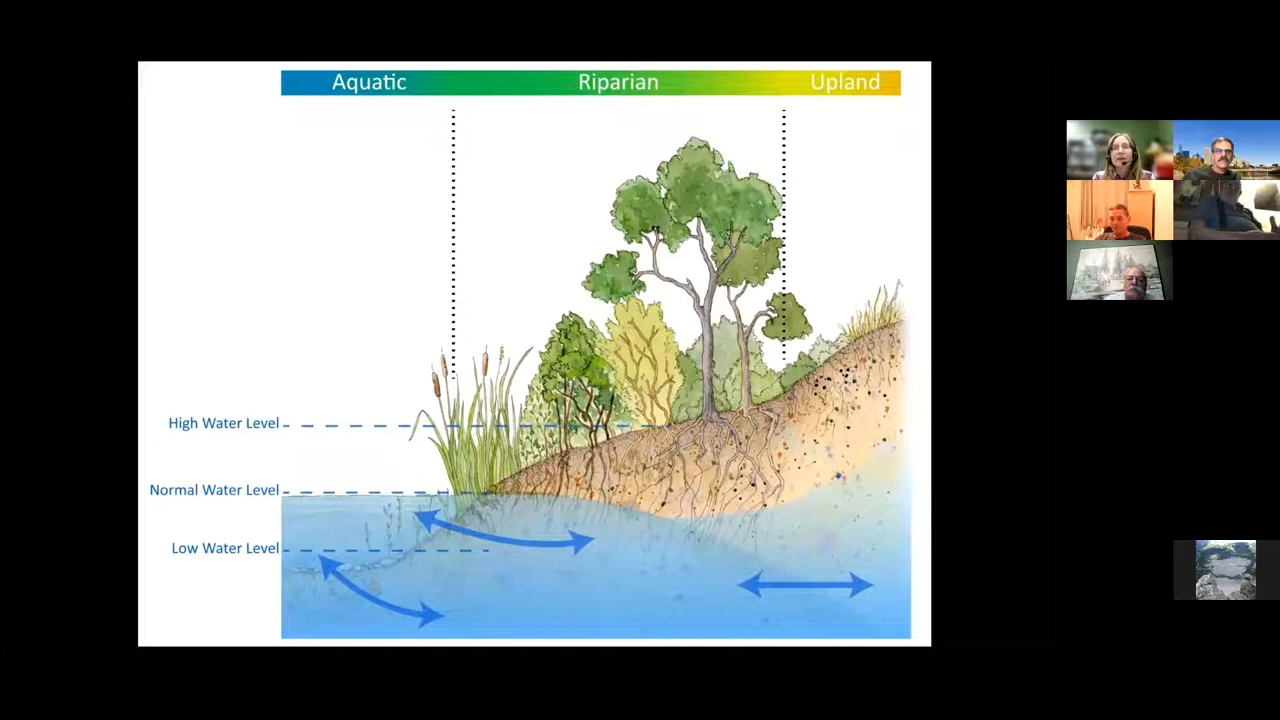 Aquatic
Riparian
Upland
High Water Level
Normal Water Level
Low Water Level